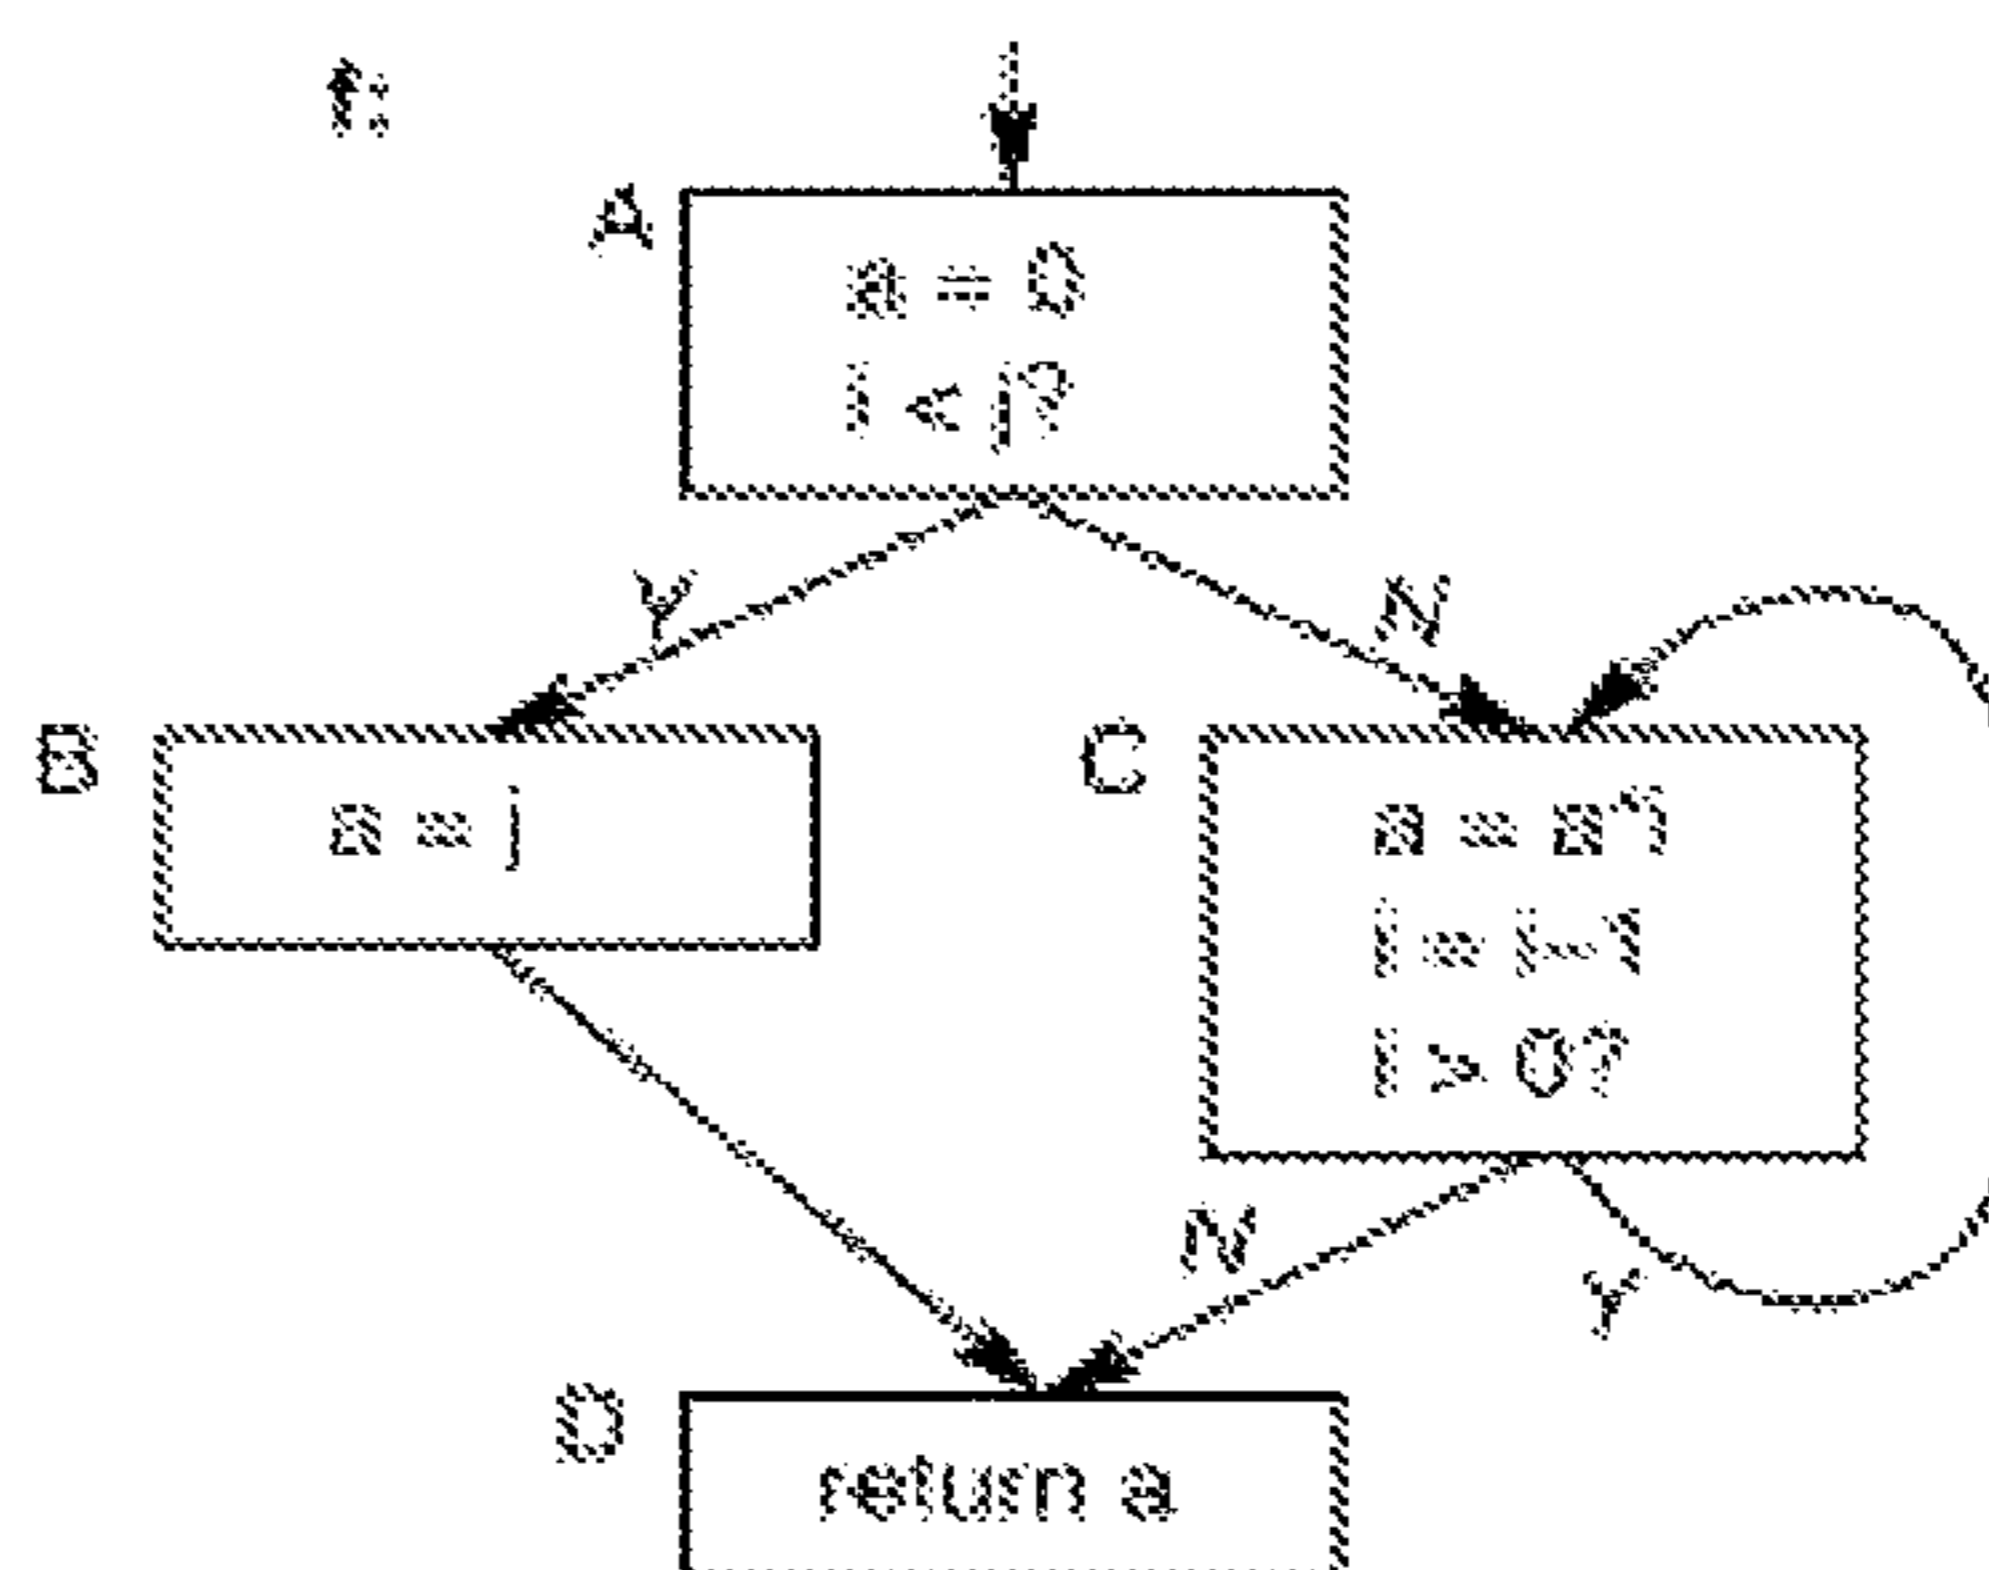 f:
A
a = 0
i < j?
Y
N
B
a = j
C
a = a*i
i = i-1
i > 0?
N
Y
D
return a